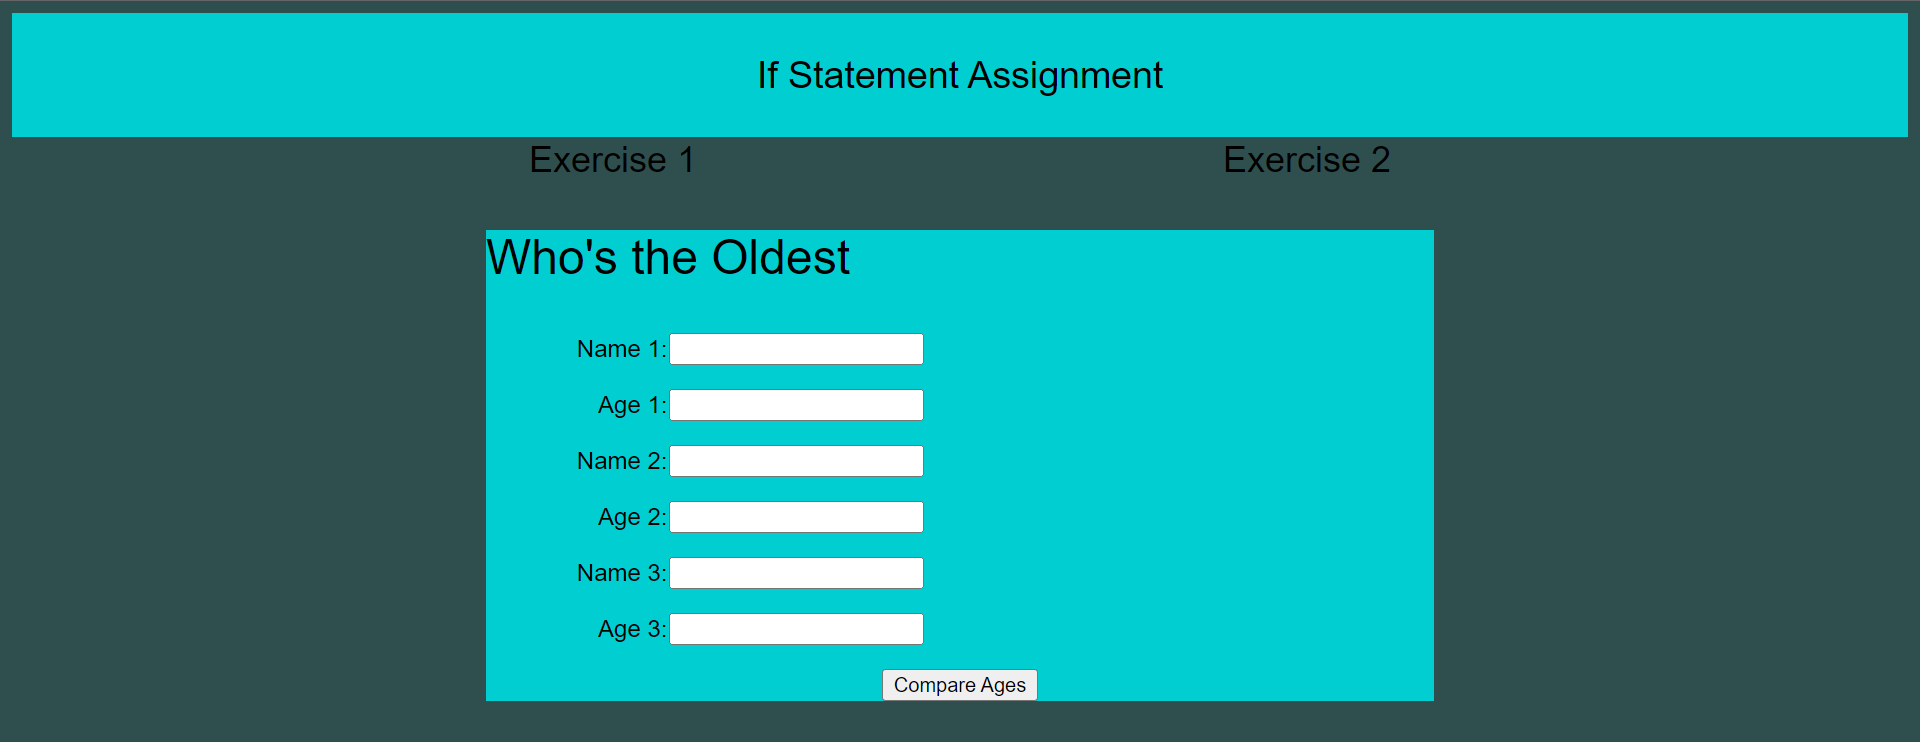 If Statement Assignment
Exercise 1 Exercise 2
Who's the Oldest
Name 1:
Age 1:
Name 2:
Age 2:
Name 3:
Age 3:
Compare Ages